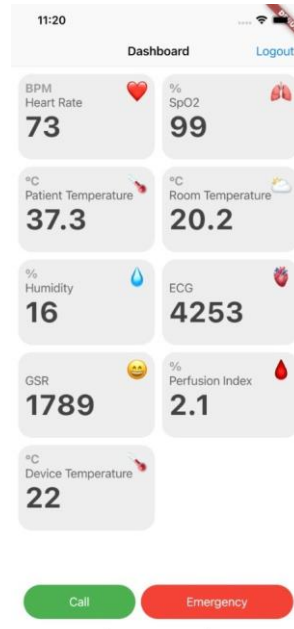 11:20
Dashboard
Logout
BPM
Heart Rate
73
%
SpO2
99
°C
Patient Temperature
37.3
°C
Room Temperature
20.2
%
Humidity
16
ECG
4253
GSR
1789
%
Perfusion Index
2.1
°C
Device Temperature
22
Call
Emergency